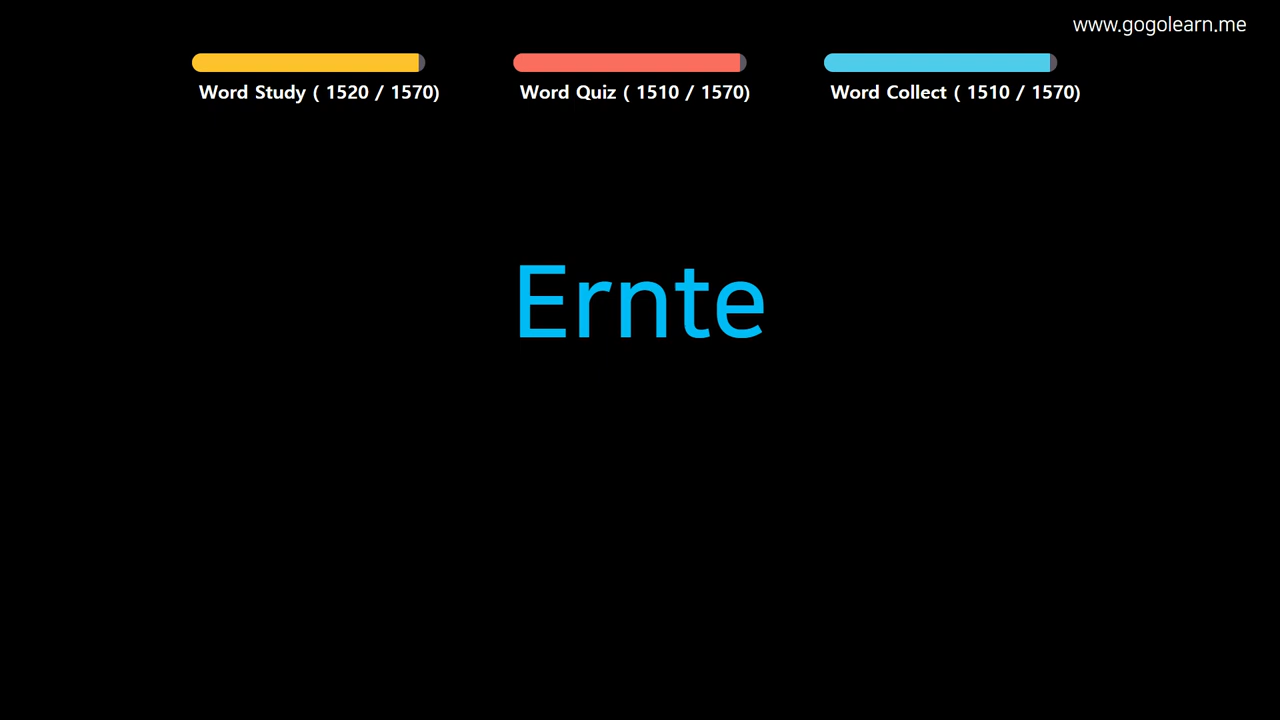 www.gogolearn.me
Word Study ( 1520 / 1570)
Word Quiz ( 1510 / 1570)
Word Collect ( 1510 / 1570)
Ernte